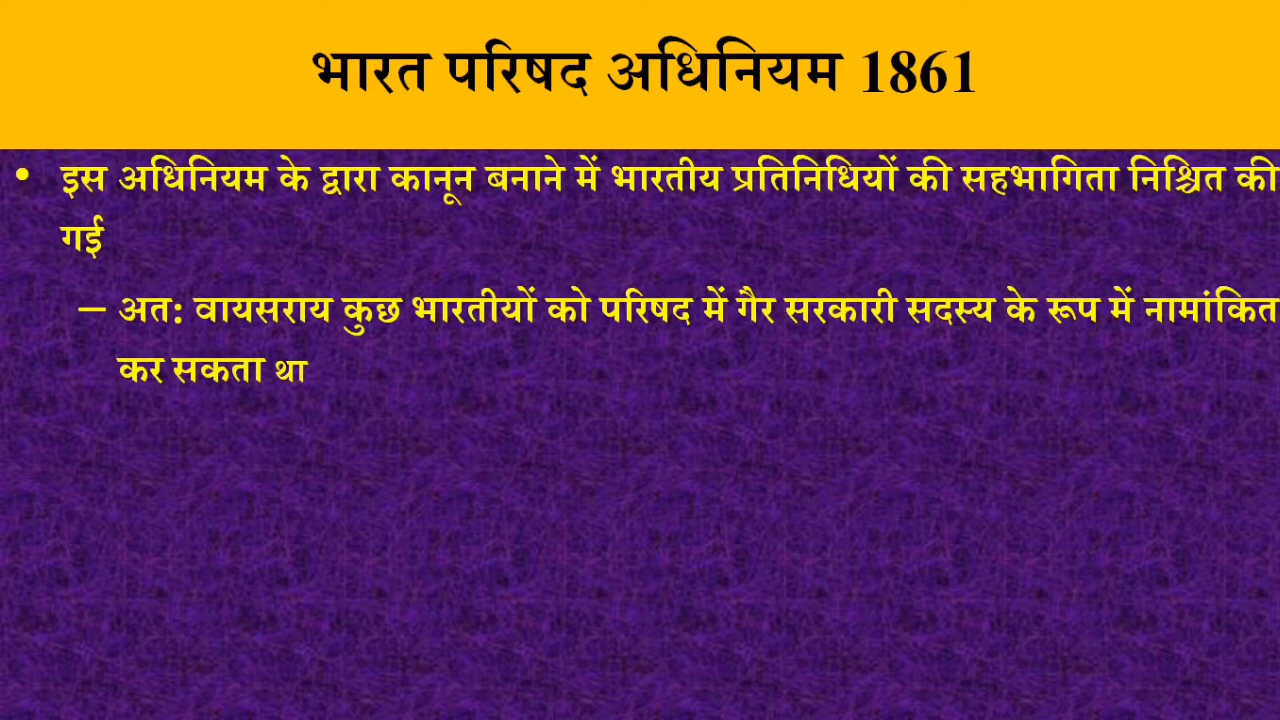 भारत परिषद अधिनियम 1861
• इस अधिनियम के द्वारा कानून बनाने में भारतीय प्रतिनिधियों की सहभागिता निश्चित की
गई
– अत: वायसराय कुछ भारतीयों को परिषद में गैर सरकारी सदस्य के रूप में नामांकित
कर सकता था